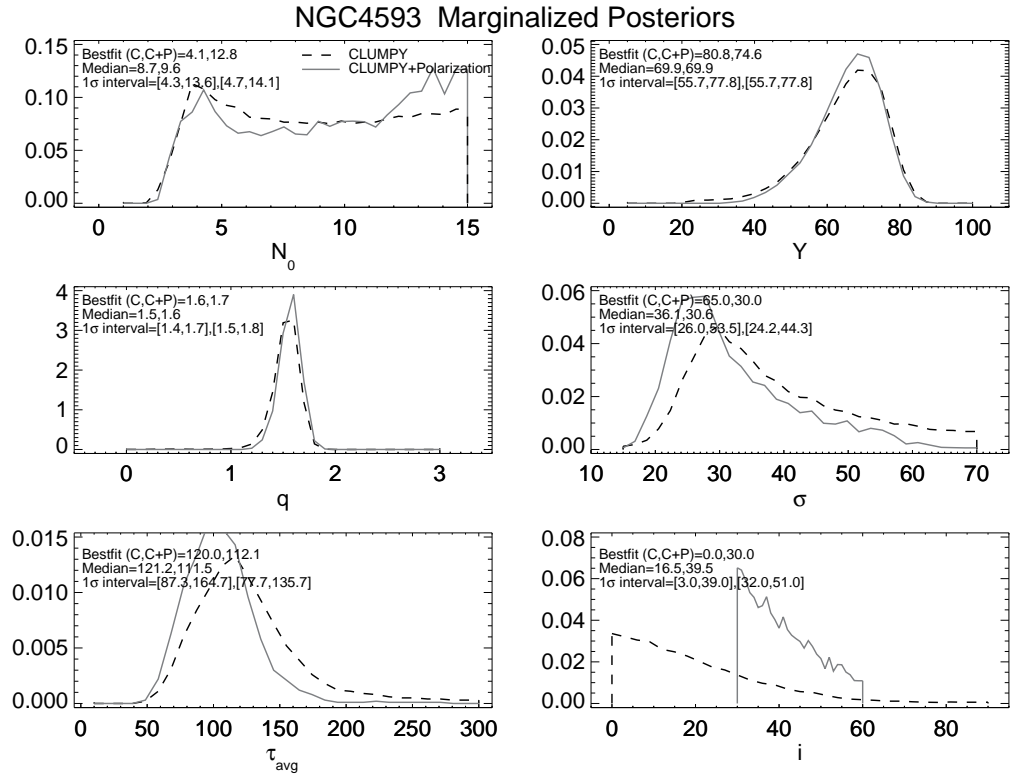 NGC4593 Marginalized Posteriors
Bestfit (C,C+P)=4.1,12.8
Median=8.7,9.6
1σ interval=[4.3,13.6],[4.7,14.1]
CLUMPY
CLUMPY+Polarization
0.15
0.10
0.05
0.00
0 5 10 15
N0
Bestfit (C,C+P)=80.8,74.6
Median=69.9,69.9
1σ interval=[55.7,77.8],[55.7,77.8]
0.05
0.04
0.03
0.02
0.01
0.00
0 20 40 60 80 100
Y
Bestfit (C,C+P)=1.6,1.7
Median=1.5,1.6
1σ interval=[1.4,1.7],[1.5,1.8]
4
3
2
1
0
0 1 2 3
q
Bestfit (C,C+P)=65.0,30.0
Median=36.1,30.6
1σ interval=[26.0,53.5],[24.2,44.3]
0.06
0.04
0.02
0.00
10 20 30 40 50 60 70
σ
Bestfit (C,C+P)=120.0,112.1
Median=121.2,111.5
1σ interval=[87.3,164.7],[77.7,135.7]
0.015
0.010
0.005
0.000
0 50 100 150 200 250 300
τavg
Bestfit (C,C+P)=0.0,30.0
Median=16.5,39.5
1σ interval=[3.0,39.0],[32.0,51.0]
0.08
0.06
0.04
0.02
0.00
0 20 40 60 80
i